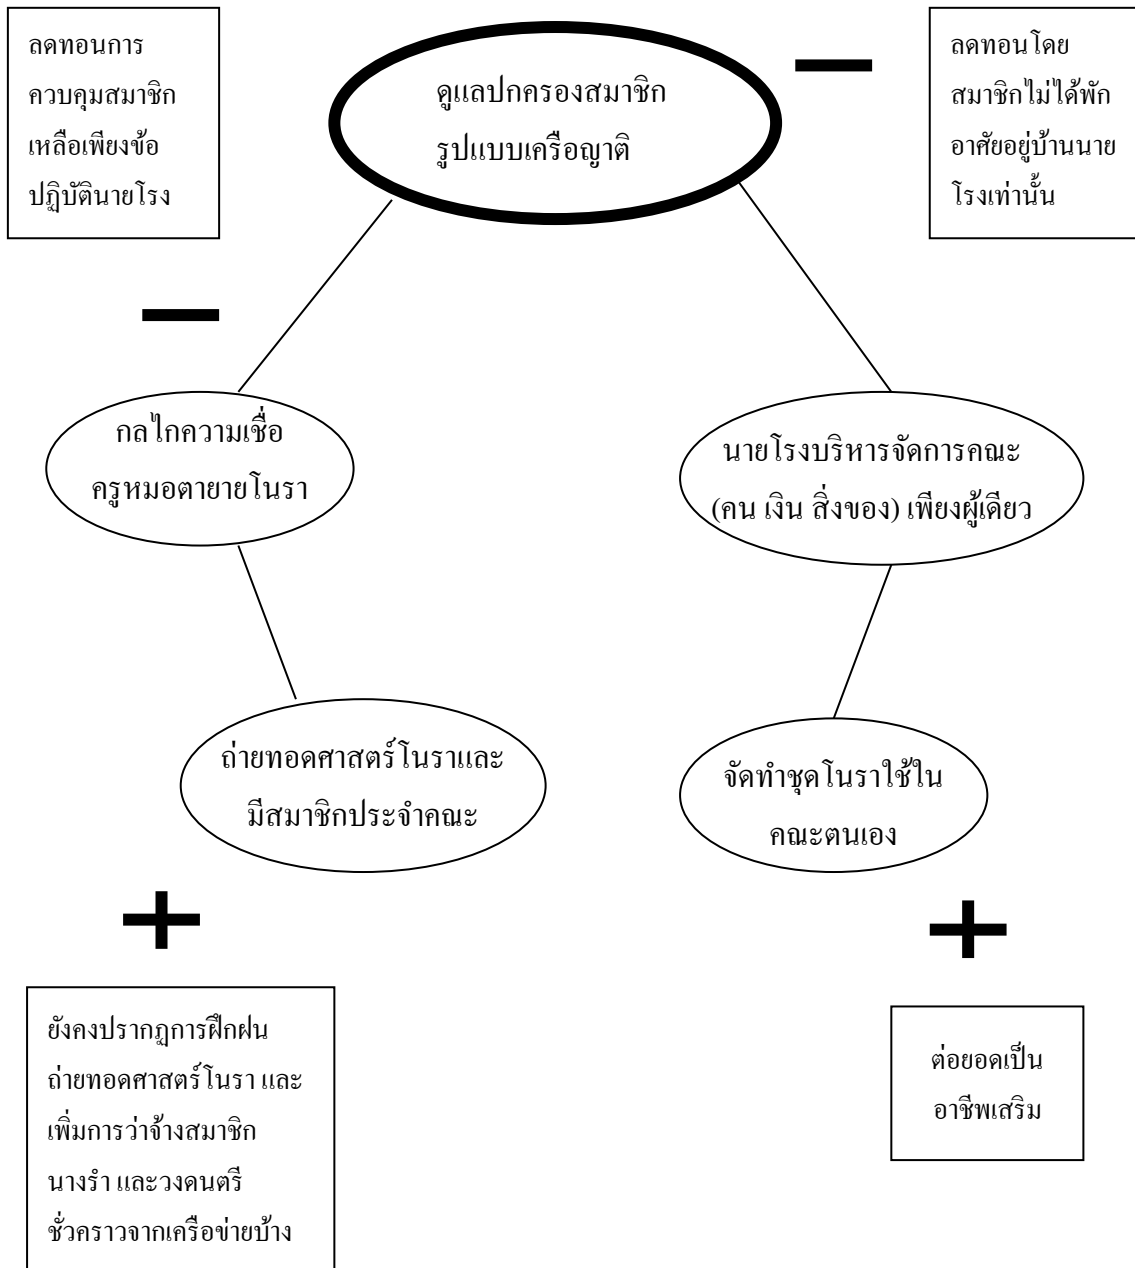 ลดทอนการ
ควบคุมสมาชิก
เหลือเพียงข้อ
ปฏิบัตินายโรง
ดูแลปกครองสมาชิก
รูปแบบเครือญาติ
ลดทอนโดย
สมาชิกไม่ได้พัก
อาศัยอยู่บ้านนาย
โรงเท่านั้น
กลไกความเชื่อ
ครูหมอตายายโนรา
นายโรงบริหารจัดการคณะ
(คน เงิน สิ่งของ) เพียงผู้เดียว
ถ่ายทอดศาสตร์โนราและ
มีสมาชิกประจำคณะ
จัดทำชุดโนราใช้ใน
คณะตนเอง
ยังคงปรากฏการฝึกฝน
ถ่ายทอดศาสตร์โนรา และ
เพิ่มการว่าจ้างสมาชิก
นางรำ และวงดนตรี
ชั่วคราวจากเครือข่ายบ้าง
ต่อยอดเป็น
อาชีพเสริม